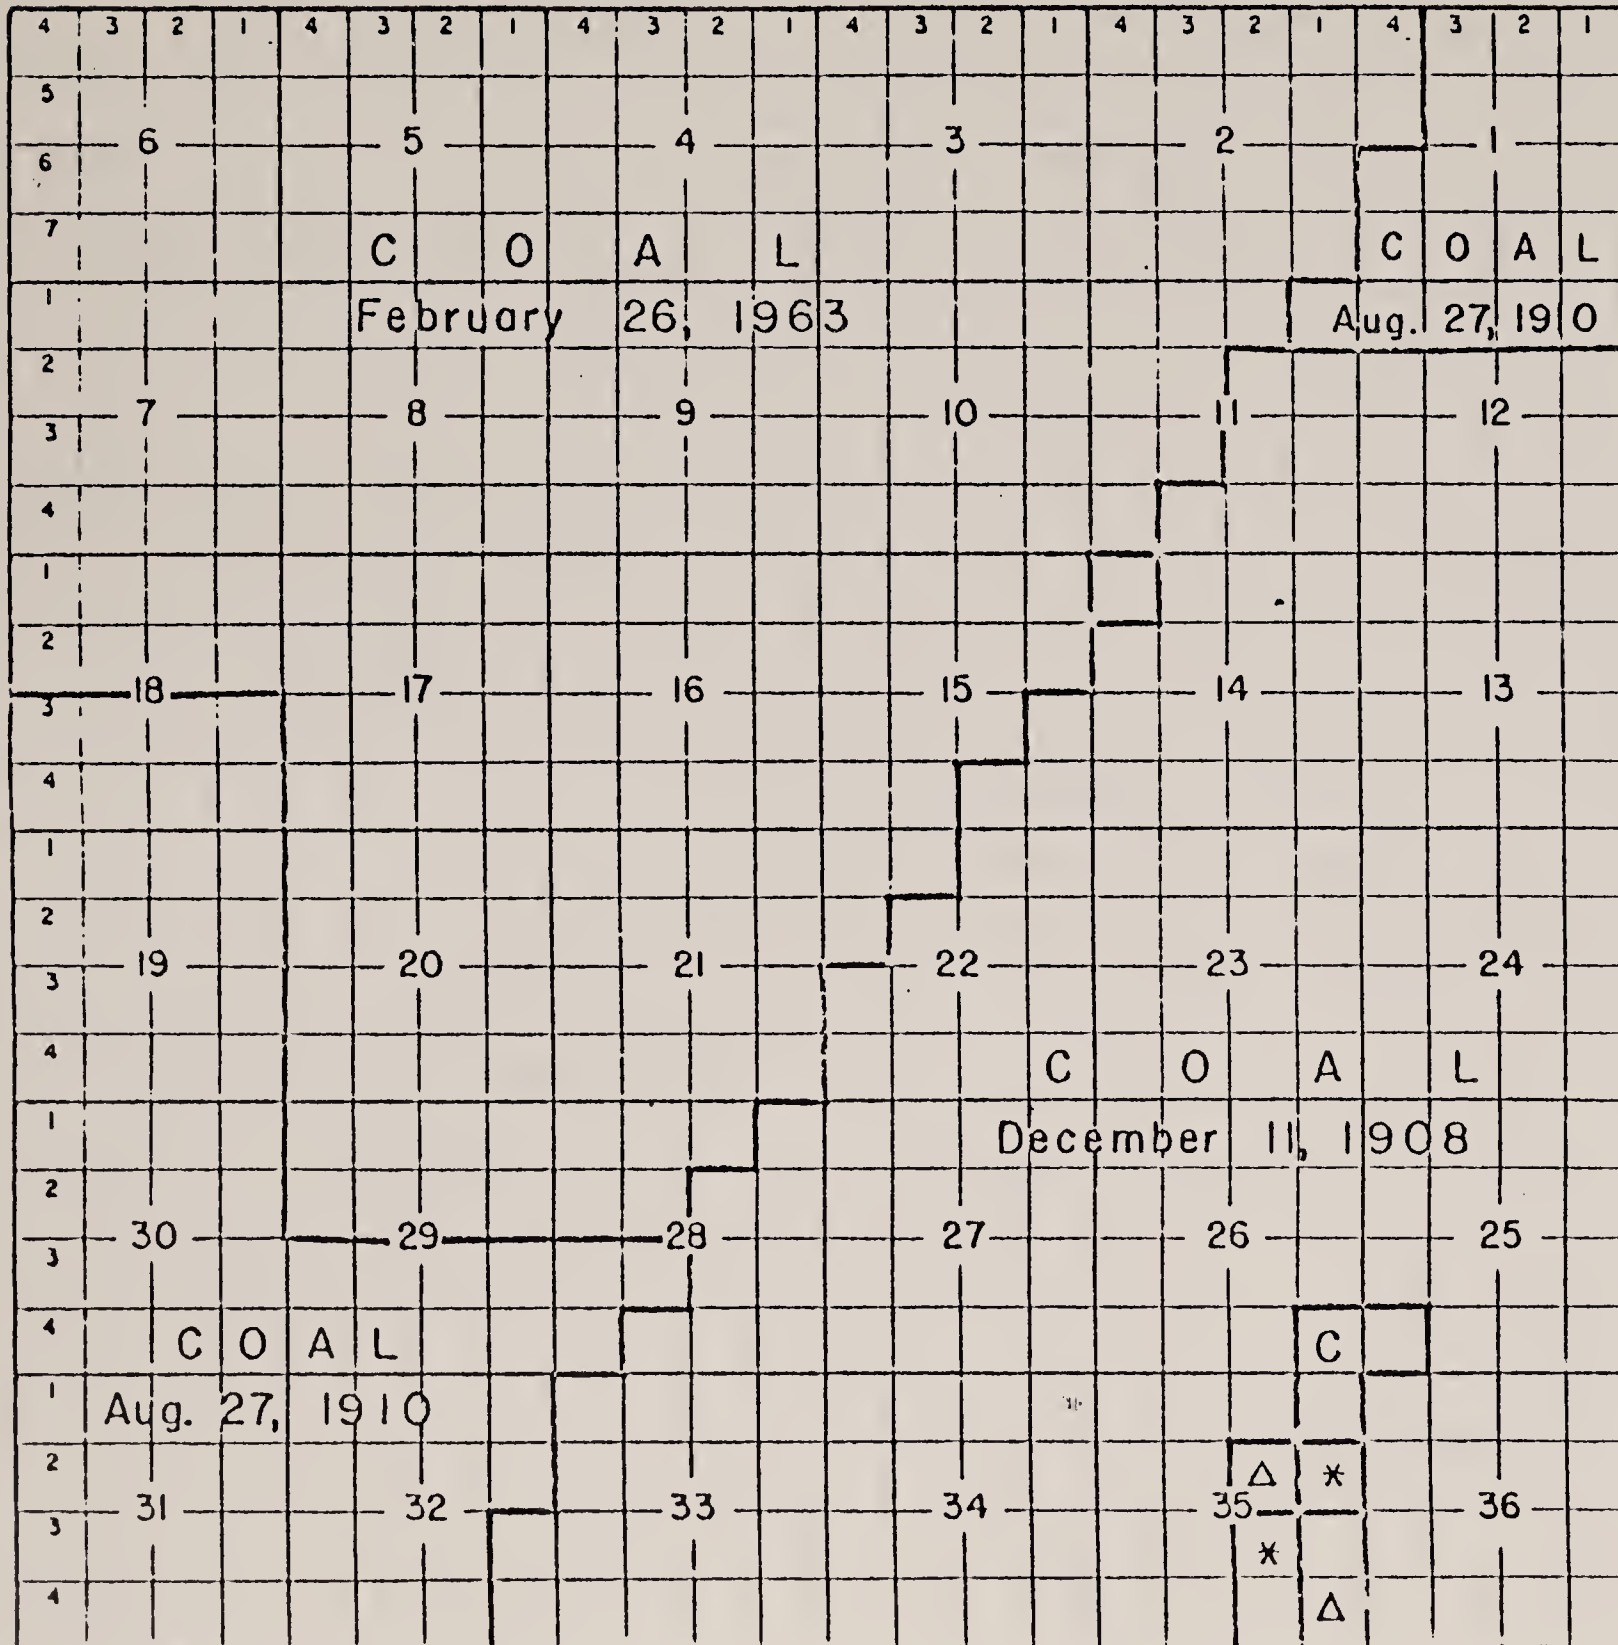 4 3 2 1 4 3 2 1 4 3 2 1 4 3 2 1 4 3 2 1 4 3 2 1
5
6 5 4 3 2 1
6
7 C O A L C O A L
1 February 26, 1963 Aug. 27, 1910
2
7 8 9 10 11 12
3
4
1
2
18 17 16 15 14 13
3
4
1
2
19 20 21 22 23 24
3
4 C O A L
1 December 11, 1908
2
30 29 28 27 26 25
3
4 C O A L C
1 Aug. 27, 1910
2 Δ *
31 32 33 34 35 36
3 *
4 Δ